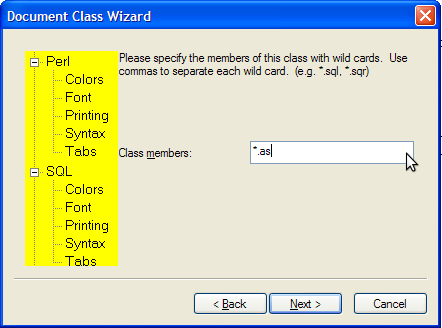 Document Class Wizard
Please specify the members of this class with wild cards. Use
commas to separate each wild card. (e.g. *.sql, *.sqr)
Perl
Colors
Font
Printing
Syntax
Tabs
SQL
Colors
Font
Printing
Syntax
Tabs
Class members:
*.as
< Back
Next >
Cancel